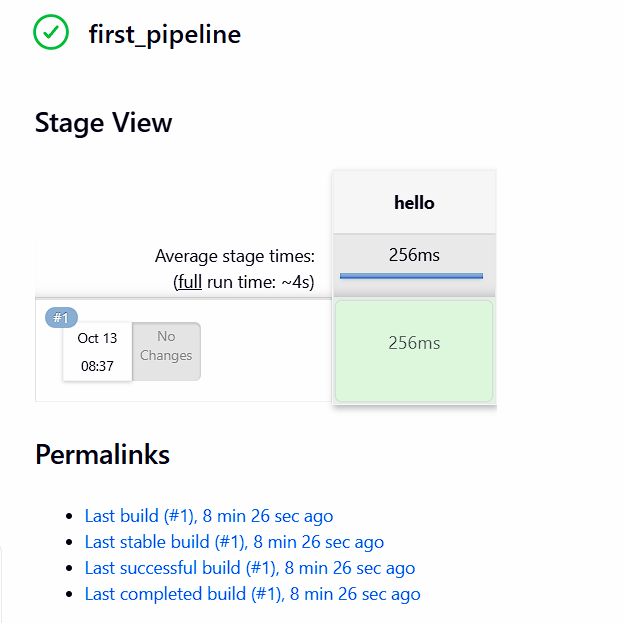 first_pipeline
Stage View
hello
Average stage times:
(full run time: ~4s)
256ms
#1
Oct 13
08:37
No
Changes
256ms
Permalinks
Last build (#1), 8 min 26 sec ago
Last stable build (#1), 8 min 26 sec ago
Last successful build (#1), 8 min 26 sec ago
Last completed build (#1), 8 min 26 sec ago